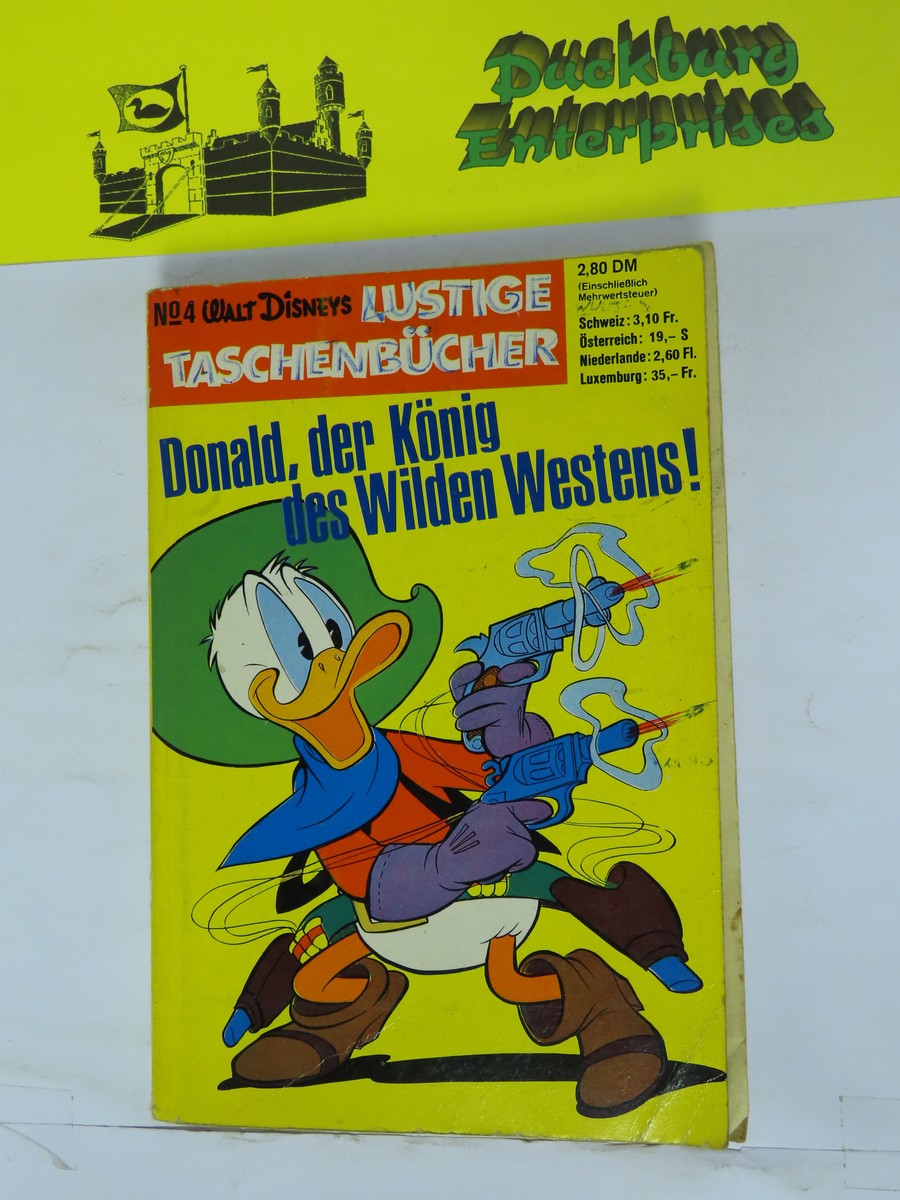 Duckburg
Enterprises
No 4 WALT DISNEYS LUSTIGE
TASCHENBÜCHER
2,80 DM
(Einschließlich
Mehrwertsteuer)
Schweiz: 3,10 Fr.
Österreich: 19,– S
Niederlande: 2,60 Fl.
Luxemburg: 35,– Fr.
Donald, der König
des Wilden Westens!